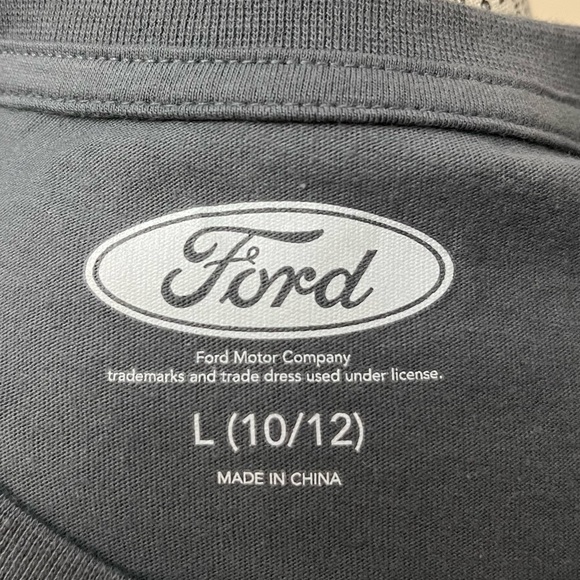 Ford
Ford Motor Company
trademarks and trade dress used under license.
L (10/12)
MADE IN CHINA